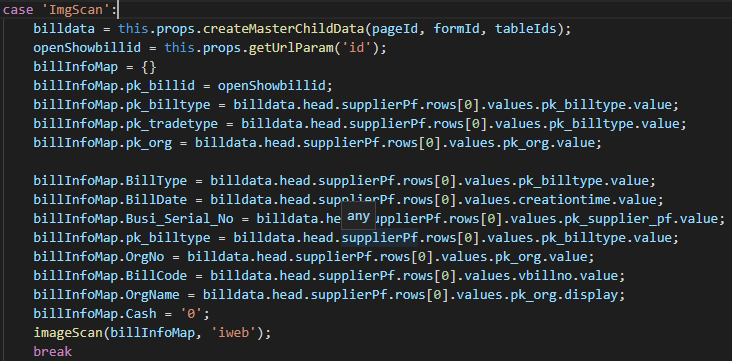 case 'ImgScan':
billdata = this.props.createMasterChildData(pageId, formId, tableIds);
openShowbillid = this.props.getUrlParam('id');
billInfoMap = {}
billInfoMap.pk_billid = openShowbillid;
billInfoMap.pk_billtype = billdata.head.supplierPf.rows[0].values.pk_billtype.value;
billInfoMap.pk_tradetype = billdata.head.supplierPf.rows[0].values.pk_billtype.value;
billInfoMap.pk_org = billdata.head.supplierPf.rows[0].values.pk_org.value;
billInfoMap.BillType = billdata.head.supplierPf.rows[0].values.pk_billtype.value;
billInfoMap.BillDate = billdata.head.supplierPf.rows[0].values.creationtime.value;
any
billInfoMap.Busi_Serial_No = billdata.he upplierPf.rows[0].values.pk_supplier_pf.value;
billInfoMap.pk_billtype = billdata.head.supplierPf.rows[0].values.pk_billtype.value;
billInfoMap.OrgNo = billdata.head.supplierPf.rows[0].values.pk_org.value;
billInfoMap.BillCode = billdata.head.supplierPf.rows[0].values.vbillno.value;
billInfoMap.OrgName = billdata.head.supplierPf.rows[0].values.pk_org.display;
billInfoMap.Cash = '0';
imageScan(billInfoMap, 'iweb');
break